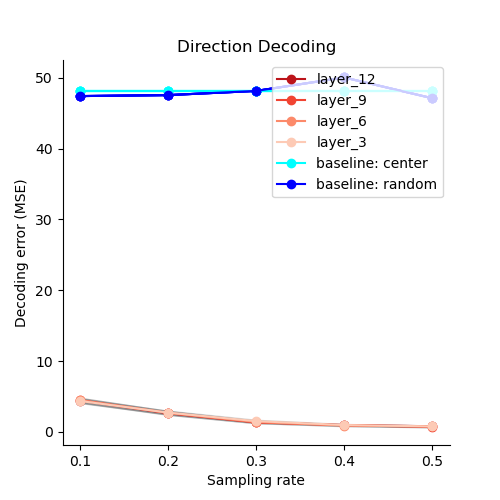 Direction Decoding
50
40
30
20
10
0
Decoding error (MSE)
layer_12
layer_9
layer_6
layer_3
baseline: center
baseline: random
0.1 0.2 0.3 0.4 0.5
Sampling rate